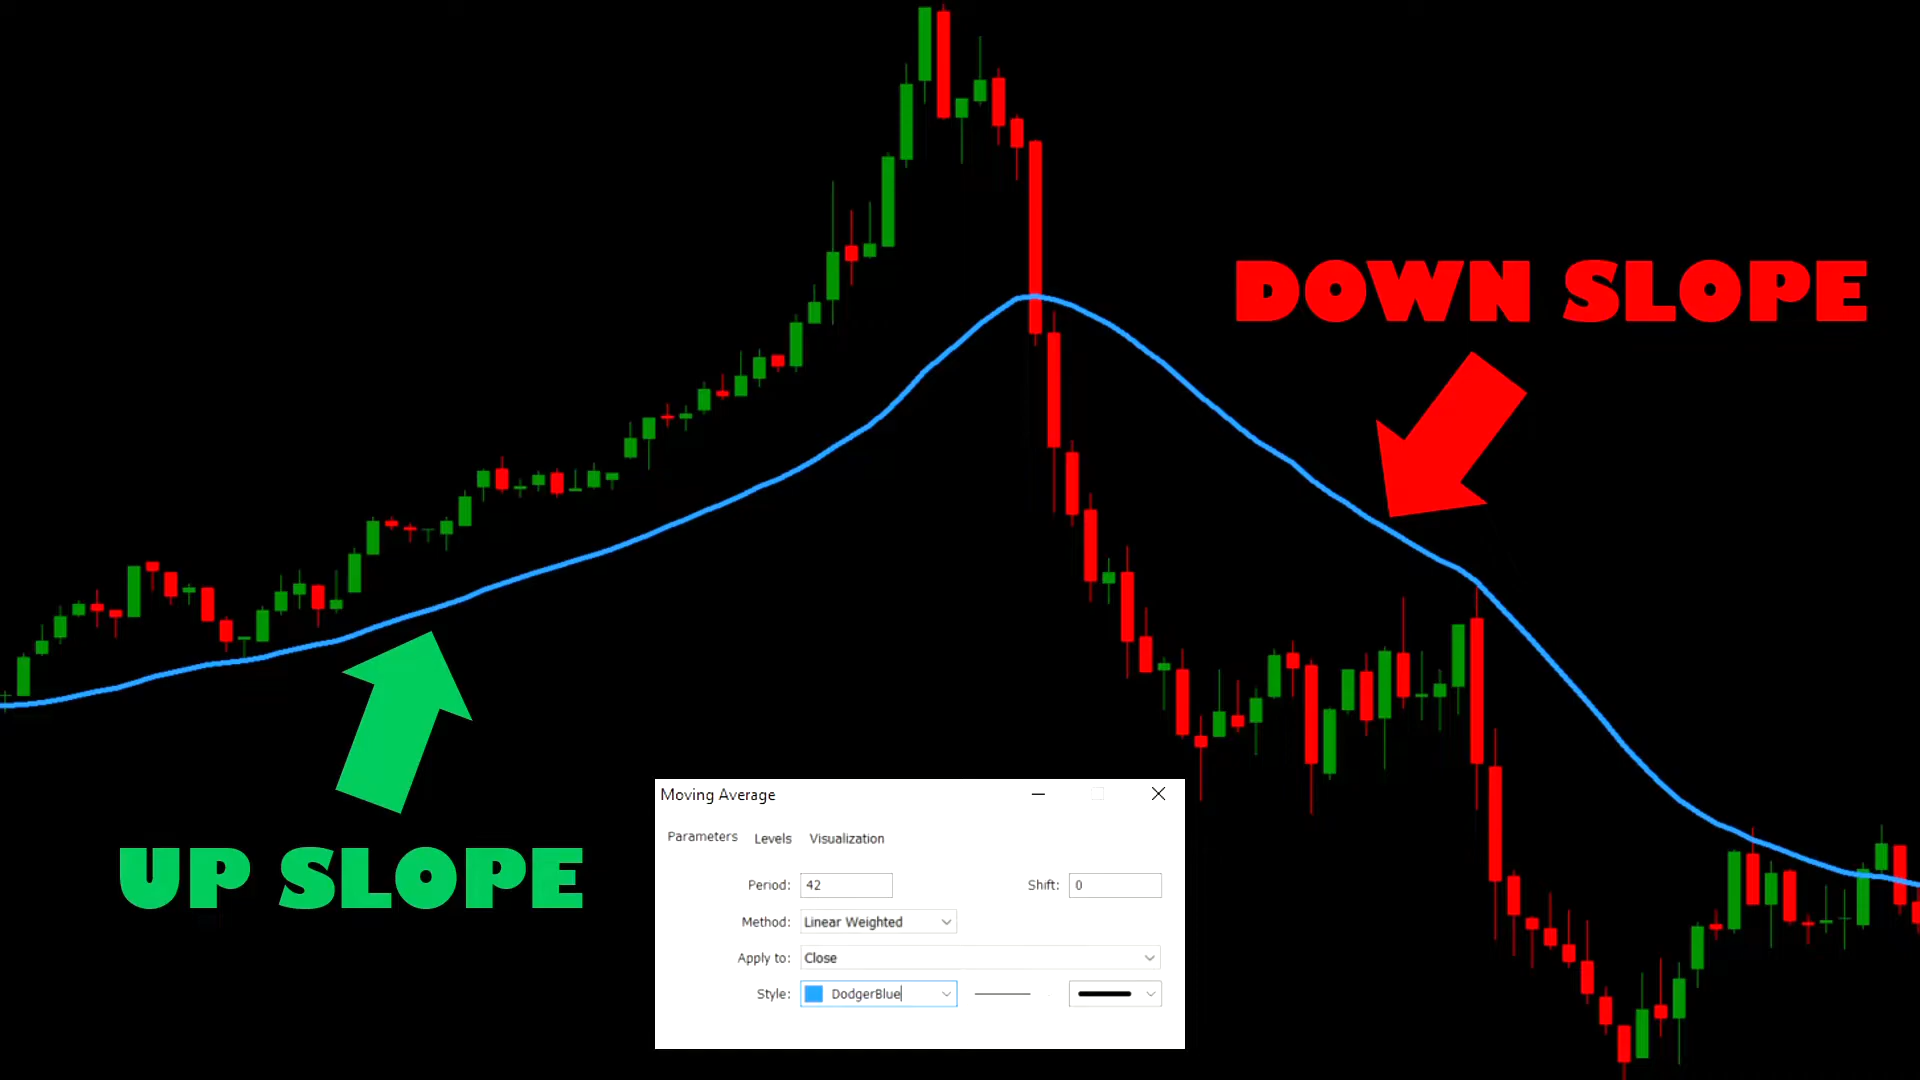 DOWN SLOPE
UP SLOPE
Moving Average
Parameters Levels Visualization
Period: 42 Shift: 0
Method: Linear Weighted
Apply to: Close
Style: DodgerBlue